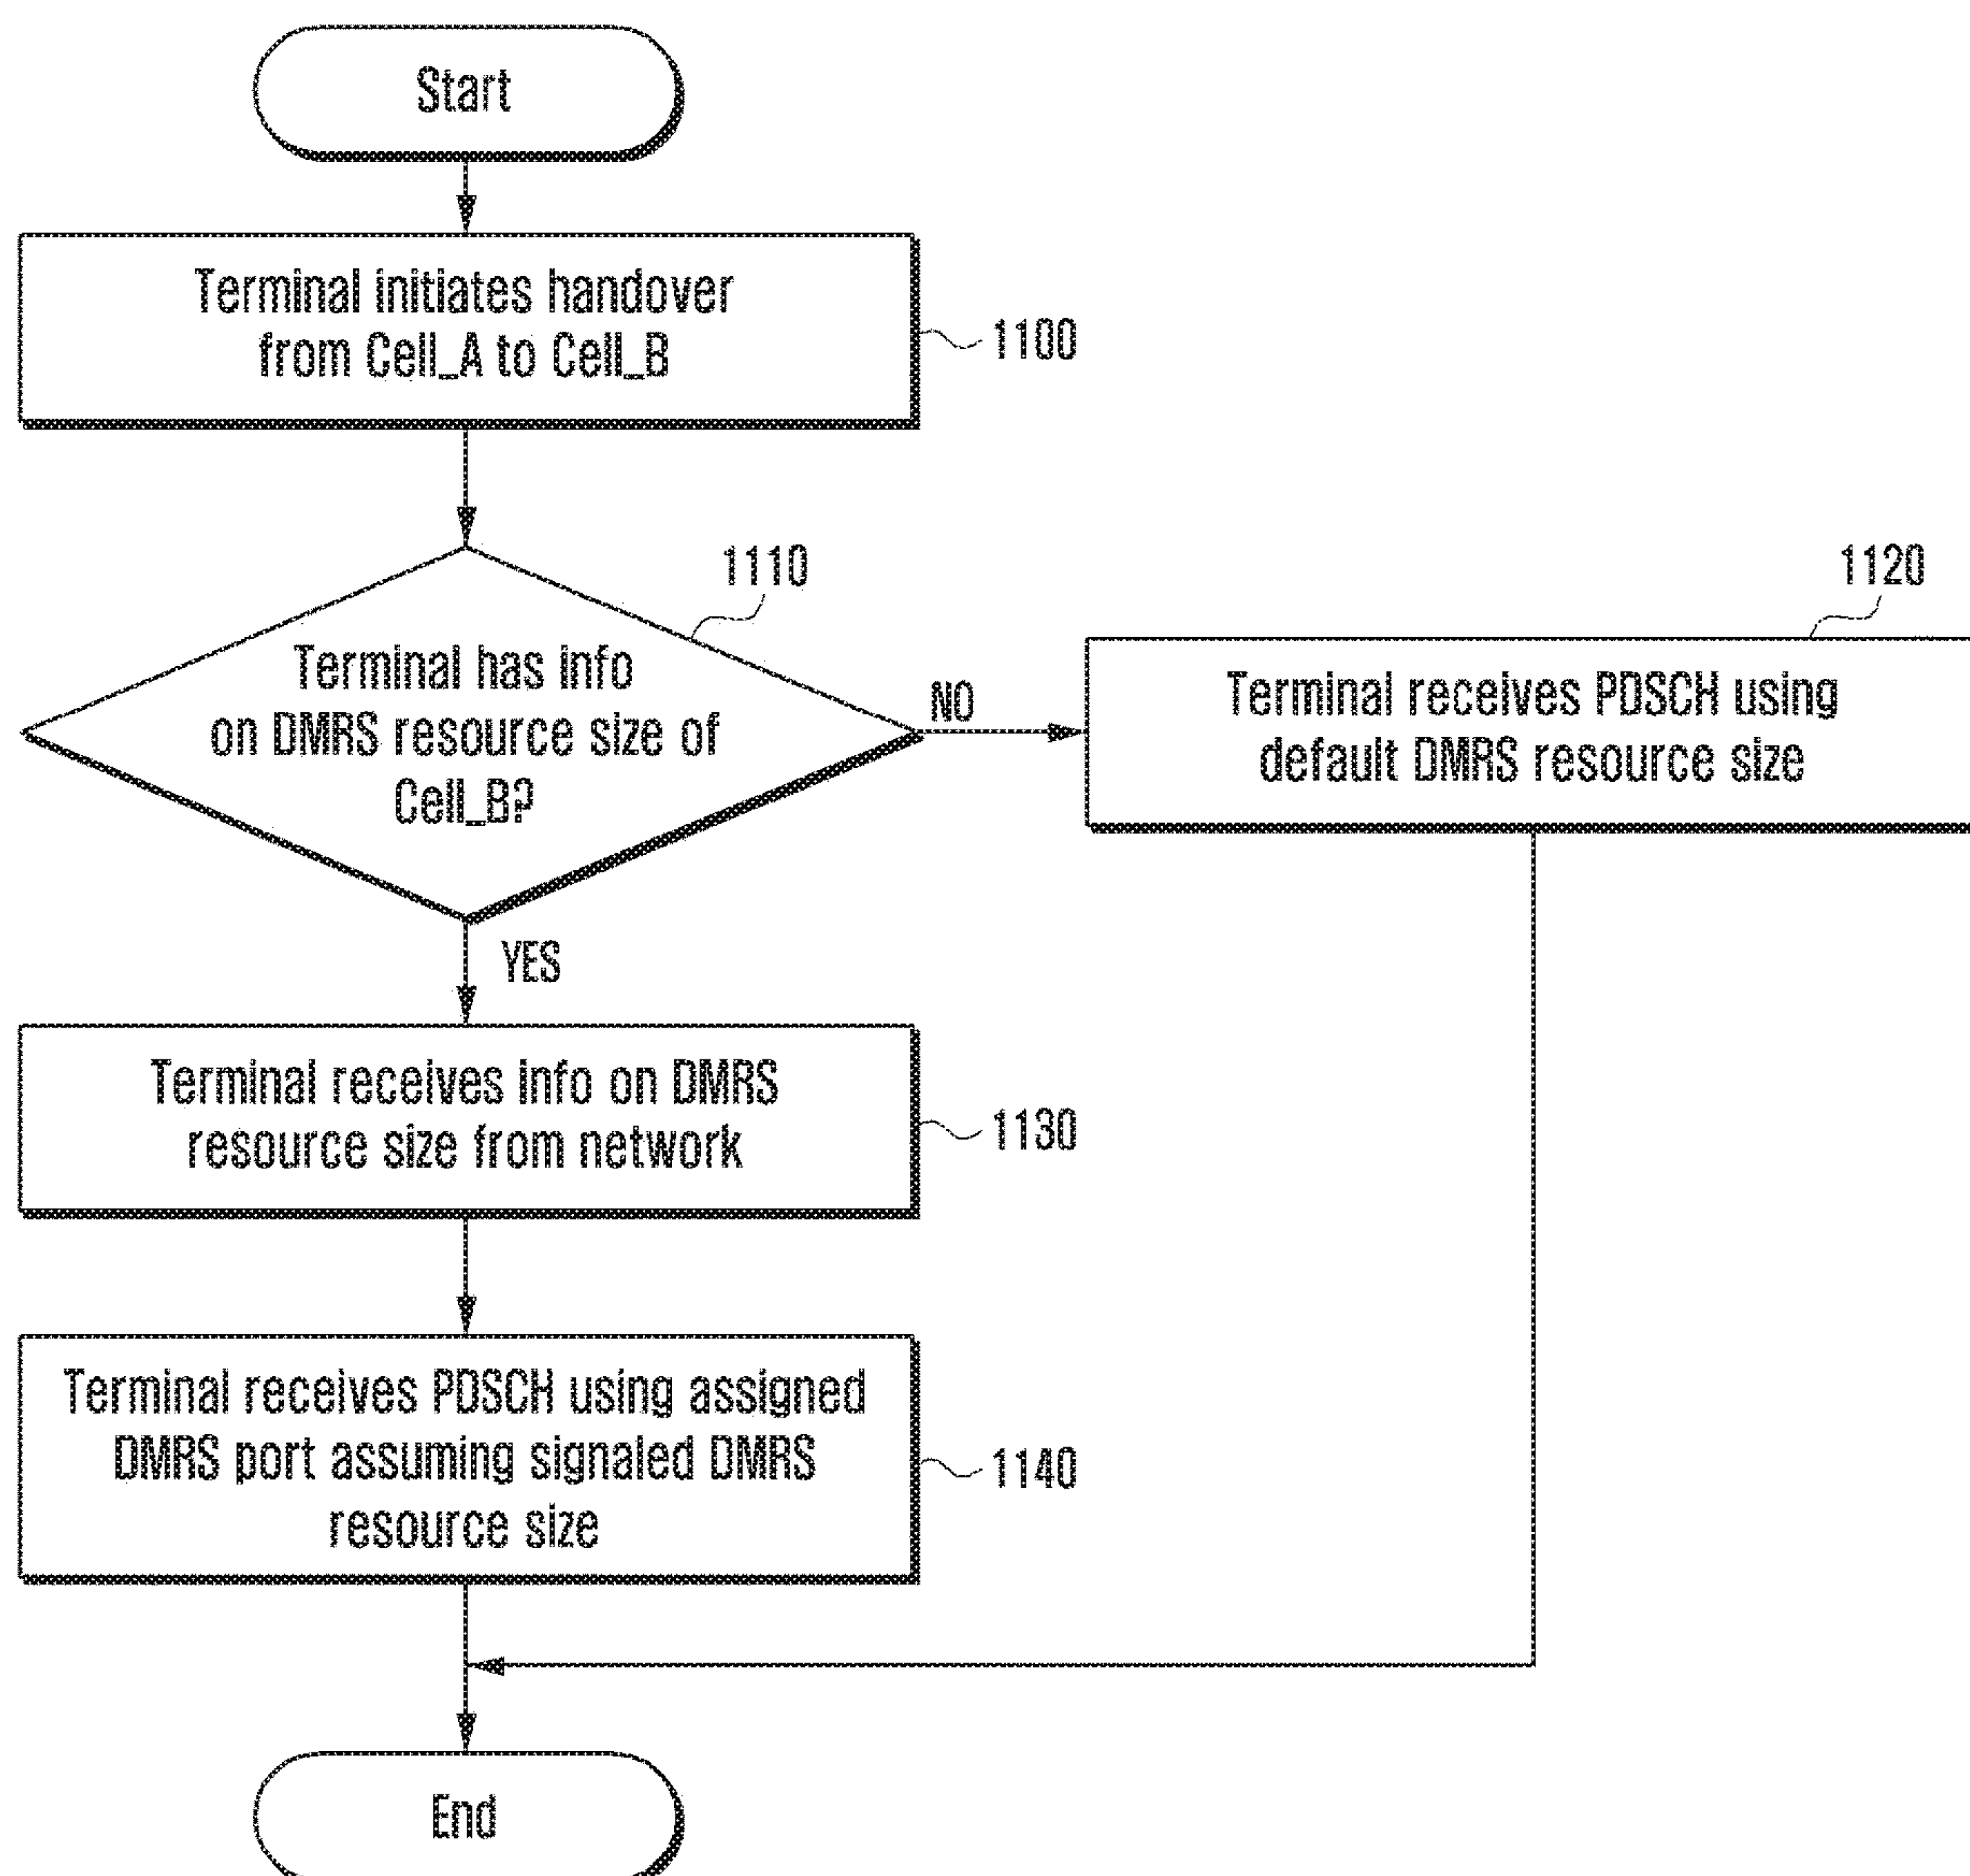 Start
Terminal initiates handover
from Cell_A to Cell_B
1100
1110
Terminal has info
on DMRS resource size of
Cell_B?
NO
1120
Terminal receives PDSCH using
default DMRS resource size
YES
Terminal receives info on DMRS
resource size from network
1130
Terminal receives PDSCH using assigned
DMRS port assuming signaled DMRS
resource size
1140
End